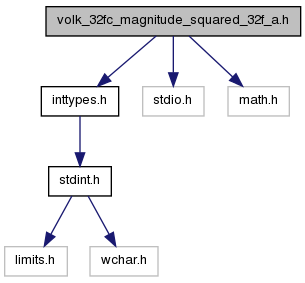 volk_32fc_magnitude_squared_32f_a.h
inttypes.h
stdio.h
math.h
stdint.h
limits.h
wchar.h